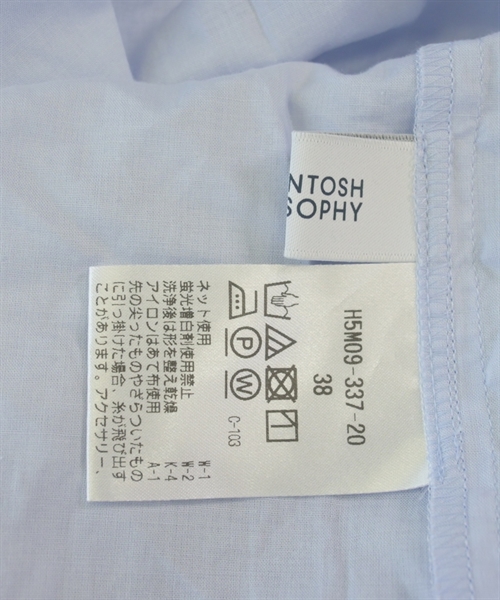 NTOSH
SOPHY
H5M09-337-20
38
C-103
ネット使用 W-1
蛍光増白剤使用禁止 W-2
洗浄後は形を整え乾燥 K-4
アイロンはあて布使用 A-1
先の尖ったものやざらついたもの
に引っ掛けた場合、糸が飛び出す
ことがあります。アクセサリー、